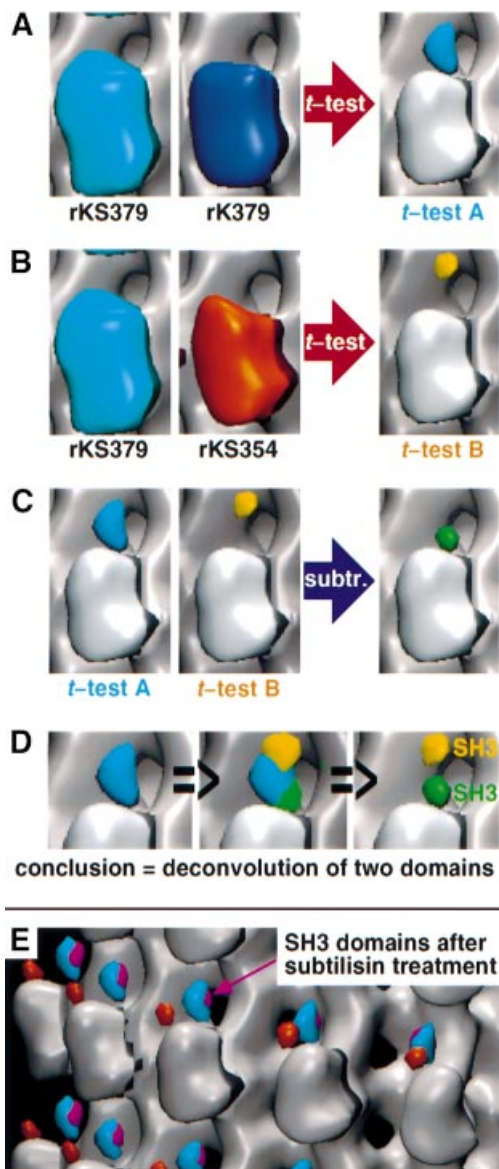 A
t-test
rKS379 rK379 t-test A
B
t-test
rKS379 rKS354 t-test B
C
subtr.
t-test A t-test B
D
=> => SH3
SH3
conclusion = deconvolution of two domains
E
SH3 domains after
subtilisin treatment